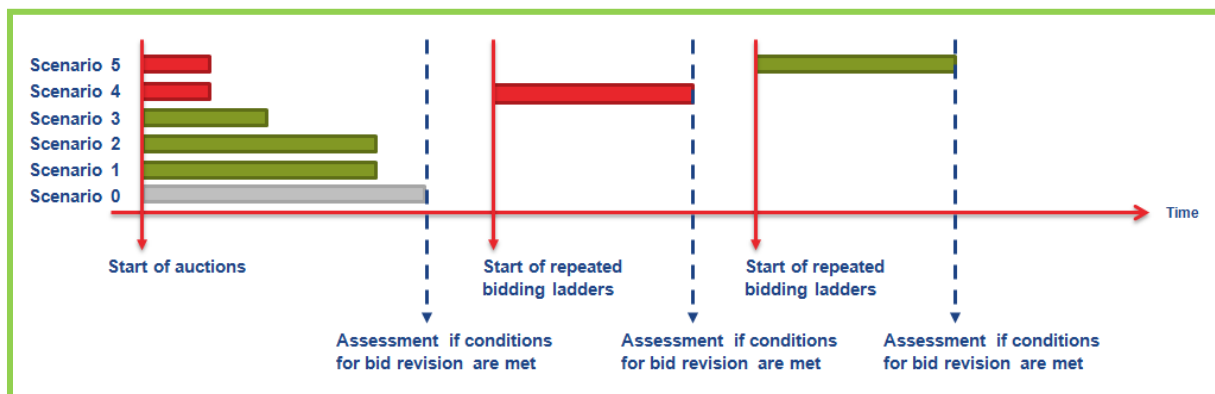 Scenario 5
Scenario 4
Scenario 3
Scenario 2
Scenario 1
Scenario 0
Time
Start of auctions
Start of repeated
bidding ladders
Start of repeated
bidding ladders
Assessment if conditions
for bid revision are met
Assessment if conditions
for bid revision are met
Assessment if conditions
for bid revision are met